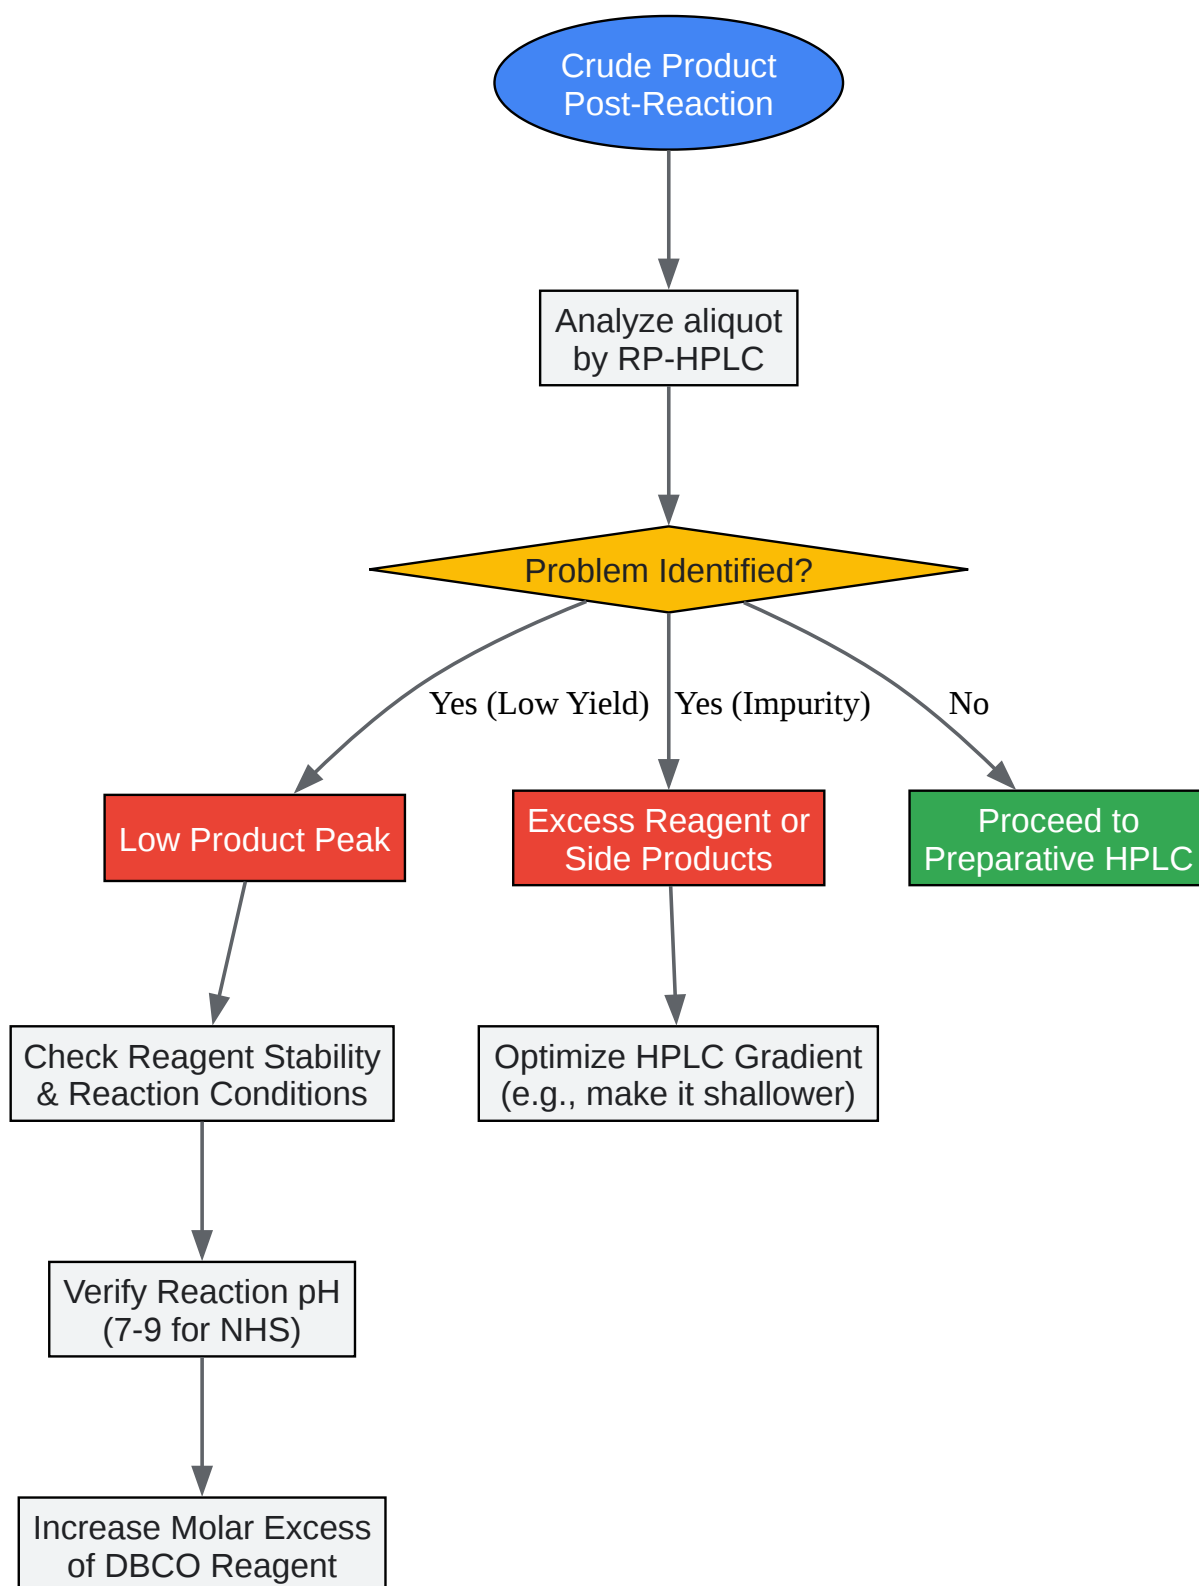 Crude Product
Post-Reaction
Analyze aliquot
by RP-HPLC
Problem Identified?
Yes (Low Yield)
Yes (Impurity)
No
Low Product Peak
Excess Reagent or
Side Products
Proceed to
Preparative HPLC
Check Reagent Stability
& Reaction Conditions
Optimize HPLC Gradient
(e.g., make it shallower)
Verify Reaction pH
(7-9 for NHS)
Increase Molar Excess
of DBCO Reagent